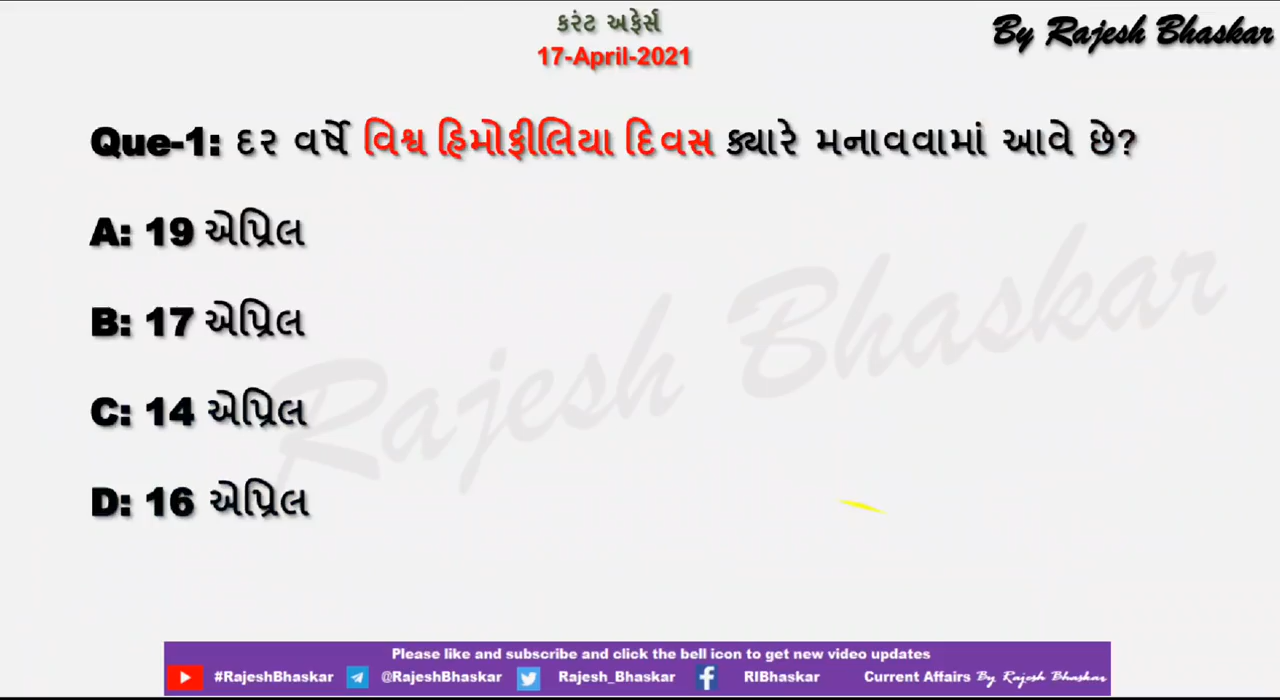 કરંટ અફેર્સ
17-April-2021
By Rajesh Bhaskar
Que-1: દર વર્ષે વિશ્વ હિમોફીલિયા દિવસ ક્યારે મનાવવામાં આવે છે?
A: 19 એપ્રિલ
B: 17 એપ્રિલ
C: 14 એપ્રિલ
D: 16 એપ્રિલ
Rajesh Bhaskar
Please like and subscribe and click the bell icon to get new video updates
#RajeshBhaskar @RajeshBhaskar Rajesh_Bhaskar RIBhaskar Current Affairs By Rajesh Bhaskar